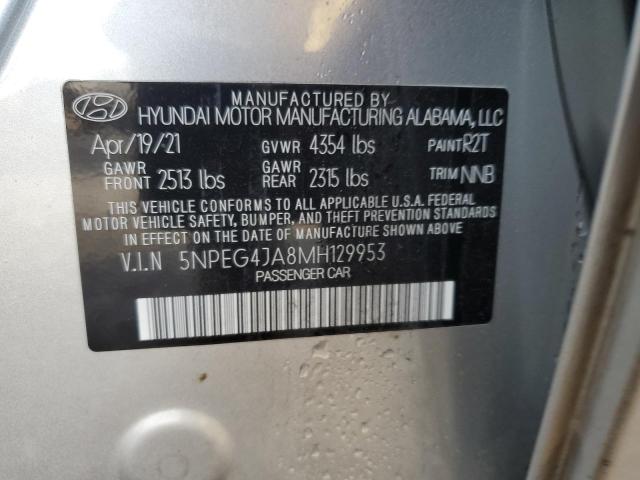 MANUFACTURED BY
HYUNDAI MOTOR MANUFACTURING ALABAMA, LLC
Apr/19/21 GVWR 4354 lbs PAINT R2T
GAWR FRONT 2513 lbs GAWR REAR 2315 lbs TRIM NNB
THIS VEHICLE CONFORMS TO ALL APPLICABLE U.S.A. FEDERAL
MOTOR VEHICLE SAFETY, BUMPER, AND THEFT PREVENTION STANDARDS
IN EFFECT ON THE DATE OF MANUFACTURE SHOWN ABOVE.
V.I.N 5NPEG4JA8MH129953
PASSENGER CAR